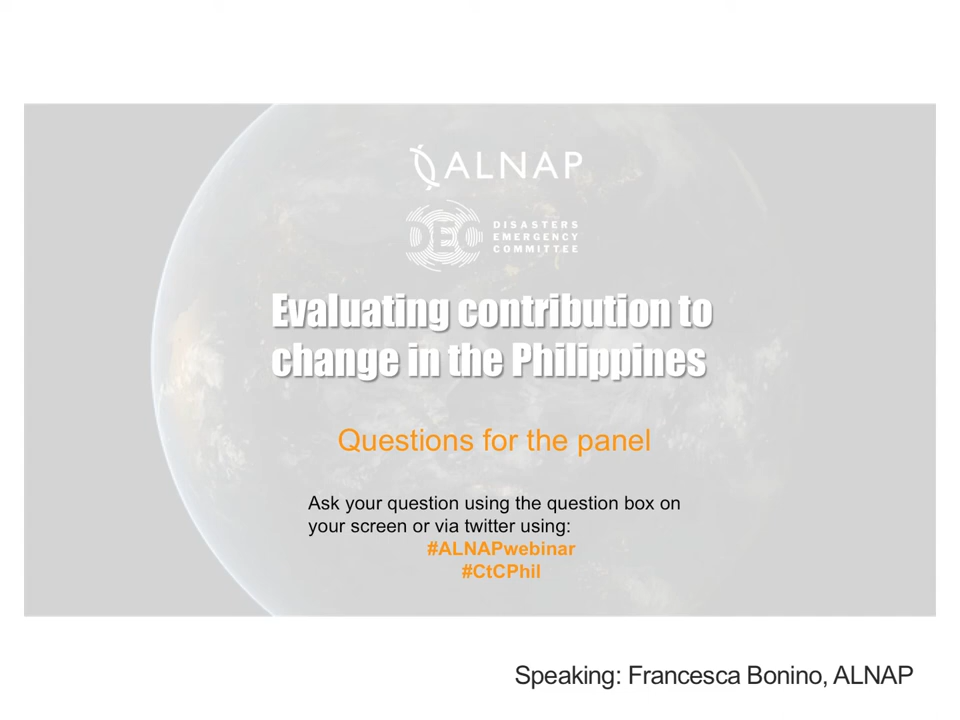 ALNAP
DEC
DISASTERS
EMERGENCY
COMMITTEE
Evaluating contribution to
change in the Philippines
Questions for the panel
Ask your question using the question box on
your screen or via twitter using:
#ALNAPwebinar
#CtCPhil
Speaking: Francesca Bonino, ALNAP